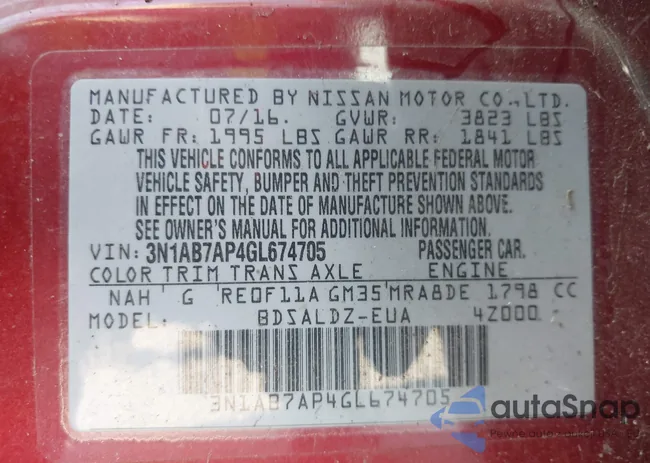 MANUFACTURED BY NISSAN MOTOR CO.,LTD.
DATE: 07/16. GVWR: 3823 LBS
GAWR FR: 1995 LBS GAWR RR: 1841 LBS
THIS VEHICLE CONFORMS TO ALL APPLICABLE FEDERAL MOTOR
VEHICLE SAFETY, BUMPER AND THEFT PREVENTION STANDARDS
IN EFFECT ON THE DATE OF MANUFACTURE SHOWN ABOVE.
SEE OWNER'S MANUAL FOR ADDITIONAL INFORMATION.
VIN: 3N1AB7AP4GL674705 PASSENGER CAR.
COLOR TRIM TRANS AXLE ENGINE
NAH G RE0F11A GM35 MRA8DE 1798 CC
MODEL: BDSALDZ-EUA 4Z000
3N1AB7AP4GL674705
autoSnap